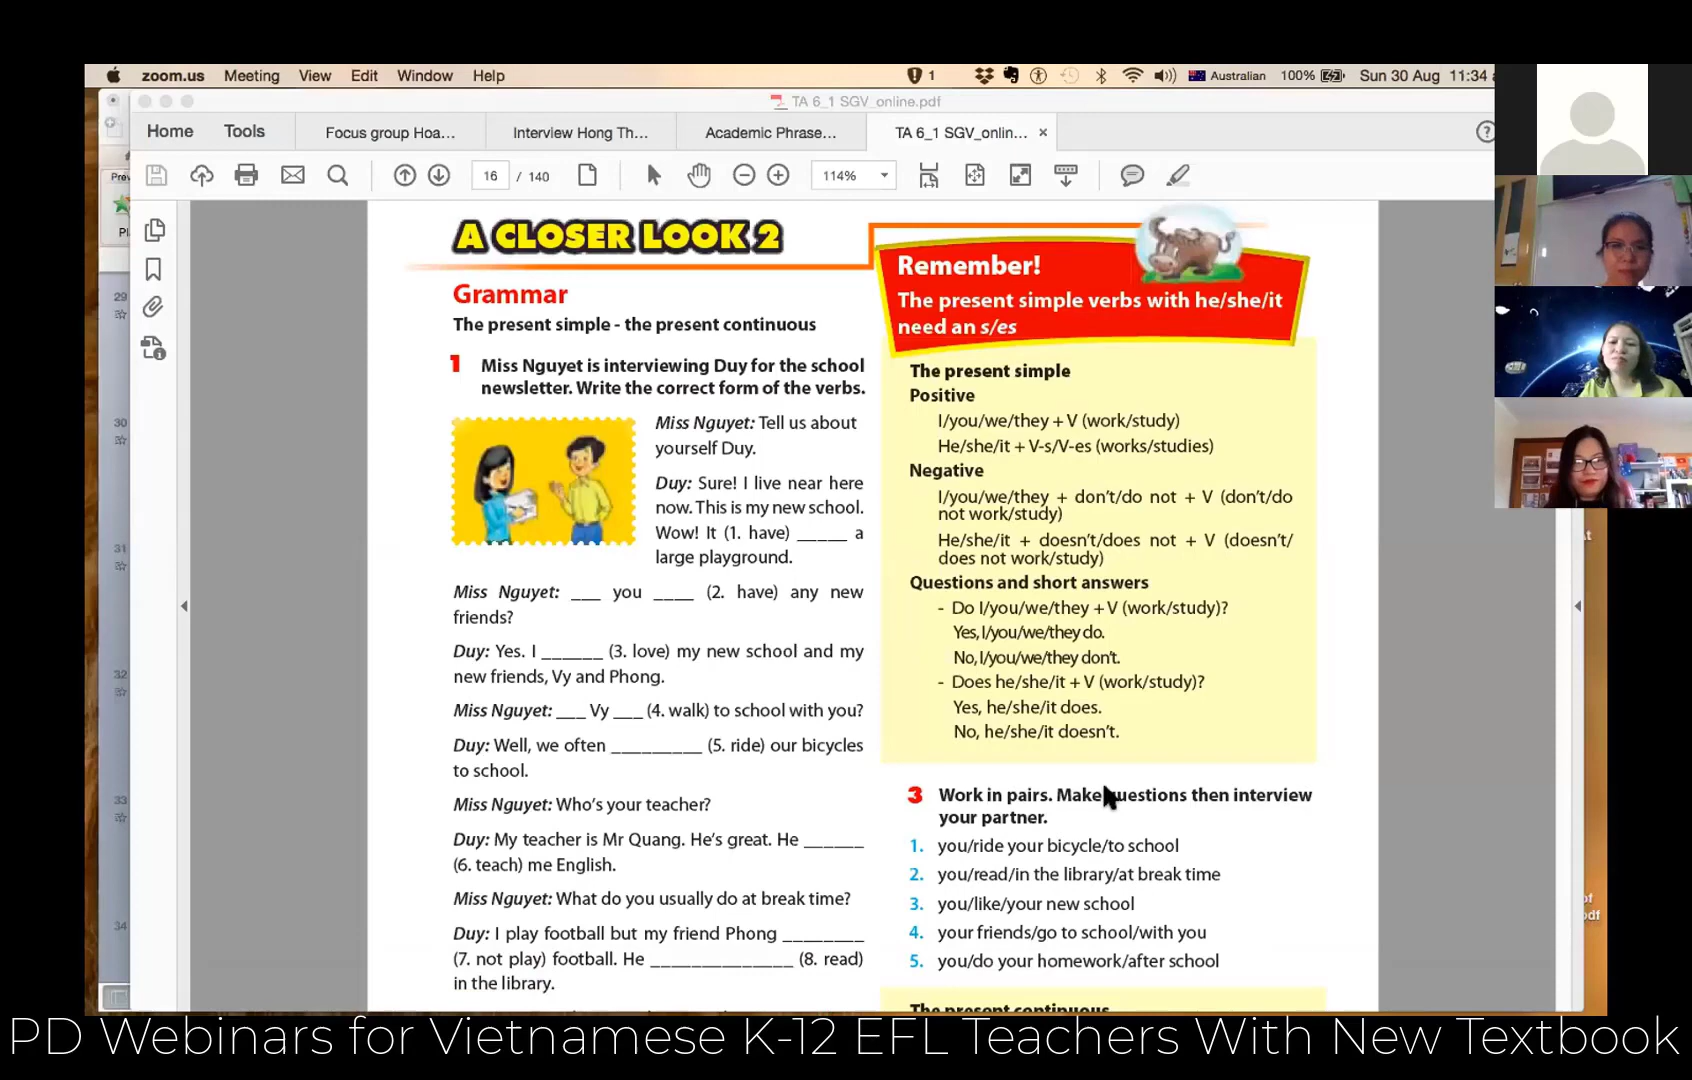 zoom.us Meeting View Edit Window Help
1 Australian 100% Sun 30 Aug 11:34
TA 6_1 SGV_online.pdf
Home Tools Focus group Hoa... Interview Hong Th... Academic Phrase... TA 6_1 SGV_onlin... ×
16 / 140 114%
29
30
31
32
33
34
A CLOSER LOOK 2
Grammar
The present simple - the present continuous
1 Miss Nguyet is interviewing Duy for the school
newsletter. Write the correct form of the verbs.
Miss Nguyet: Tell us about
yourself Duy.
Duy: Sure! I live near here
now. This is my new school.
Wow! It (1. have) _____ a
large playground.
Miss Nguyet: ___ you ____ (2. have) any new
friends?
Duy: Yes. I ______ (3. love) my new school and my
new friends, Vy and Phong.
Miss Nguyet: ___ Vy ___ (4. walk) to school with you?
Duy: Well, we often _________ (5. ride) our bicycles
to school.
Miss Nguyet: Who's your teacher?
Duy: My teacher is Mr Quang. He's great. He ______
(6. teach) me English.
Miss Nguyet: What do you usually do at break time?
Duy: I play football but my friend Phong ________
(7. not play) football. He ______________ (8. read)
in the library.
Remember!
The present simple verbs with he/she/it
need an s/es
The present simple
Positive
I/you/we/they + V (work/study)
He/she/it + V-s/V-es (works/studies)
Negative
I/you/we/they + don't/do not + V (don't/do
not work/study)
He/she/it + doesn't/does not + V (doesn't/
does not work/study)
Questions and short answers
- Do I/you/we/they + V (work/study)?
Yes, I/you/we/they do.
No, I/you/we/they don't.
- Does he/she/it + V (work/study)?
Yes, he/she/it does.
No, he/she/it doesn't.
3 Work in pairs. Make questions then interview
your partner.
1. you/ride your bicycle/to school
2. you/read/in the library/at break time
3. you/like/your new school
4. your friends/go to school/with you
5. you/do your homework/after school
The present continuous
PD Webinars for Vietnamese K-12 EFL Teachers With New Textbook